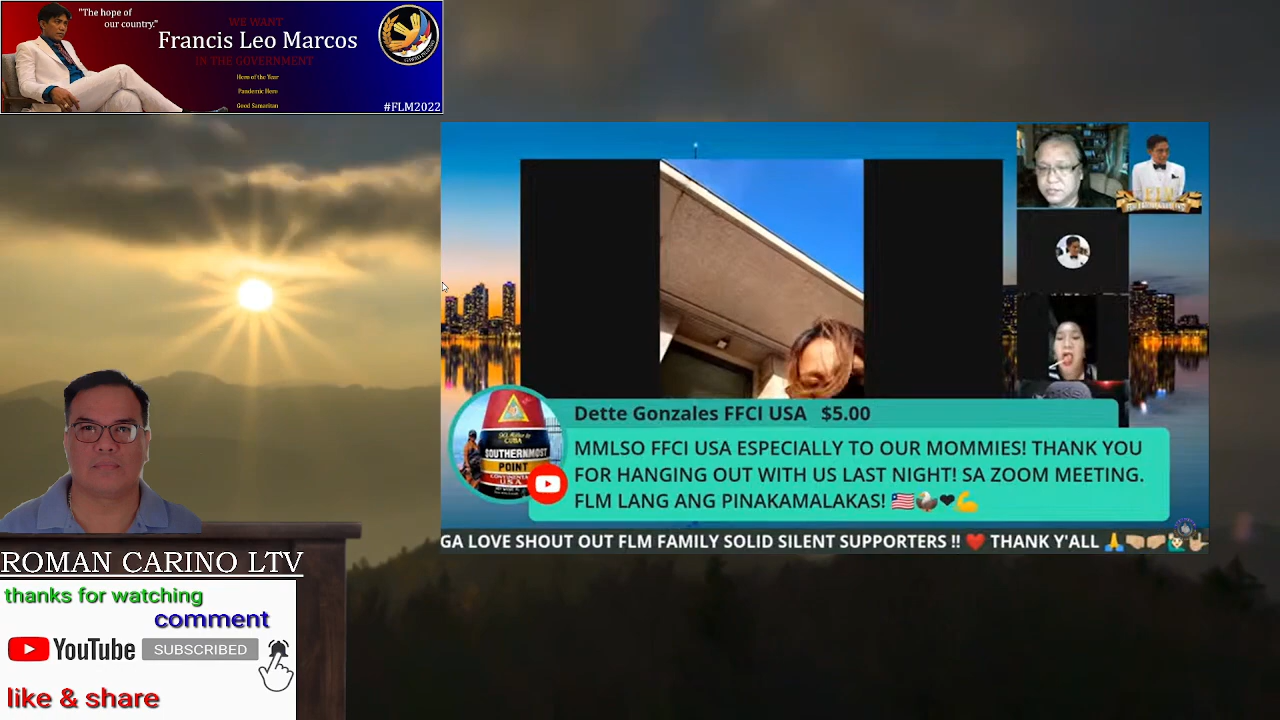 "The hope of
our country."
WE WANT
Francis Leo Marcos
IN THE GOVERNMENT
Hero of the Year
Pandemic Hero
Good Samaritan
#FLM2022
FLM
SOUTHERNMOST
POINT
CONTINENTAL
U.S.A.
Dette Gonzales FFCI USA $5.00
MMLSO FFCI USA ESPECIALLY TO OUR MOMMIES! THANK YOU
FOR HANGING OUT WITH US LAST NIGHT! SA ZOOM MEETING.
FLM LANG ANG PINAKAMALAKAS! 🇺🇸🦃❤💪
GA LOVE SHOUT OUT FLM FAMILY SOLID SILENT SUPPORTERS !! ❤️ THANK Y'ALL
ROMAN CARINO LTV
thanks for watching
comment
YouTube SUBSCRIBED
like & share